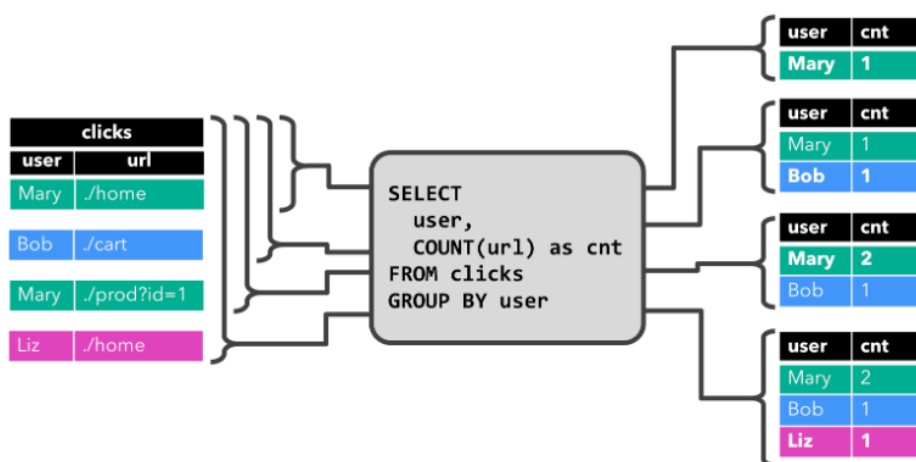 clicks
user url
Mary ./home
Bob ./cart
Mary ./prod?id=1
Liz ./home
SELECT
user,
COUNT(url) as cnt
FROM clicks
GROUP BY user
user cnt
Mary 1
user cnt
Mary 1
Bob 1
user cnt
Mary 2
Bob 1
user cnt
Mary 2
Bob 1
Liz 1